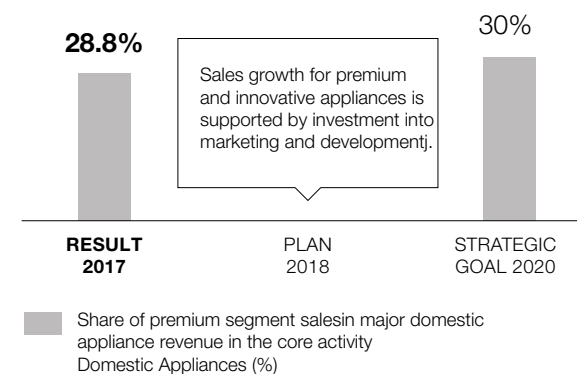 28.8%
30%
Sales growth for premium
and innovative appliances is
supported by investment into
marketing and developmentj.
RESULT
2017
PLAN
2018
STRATEGIC
GOAL 2020
Share of premium segment salesin major domestic
appliance revenue in the core activity
Domestic Appliances (%)